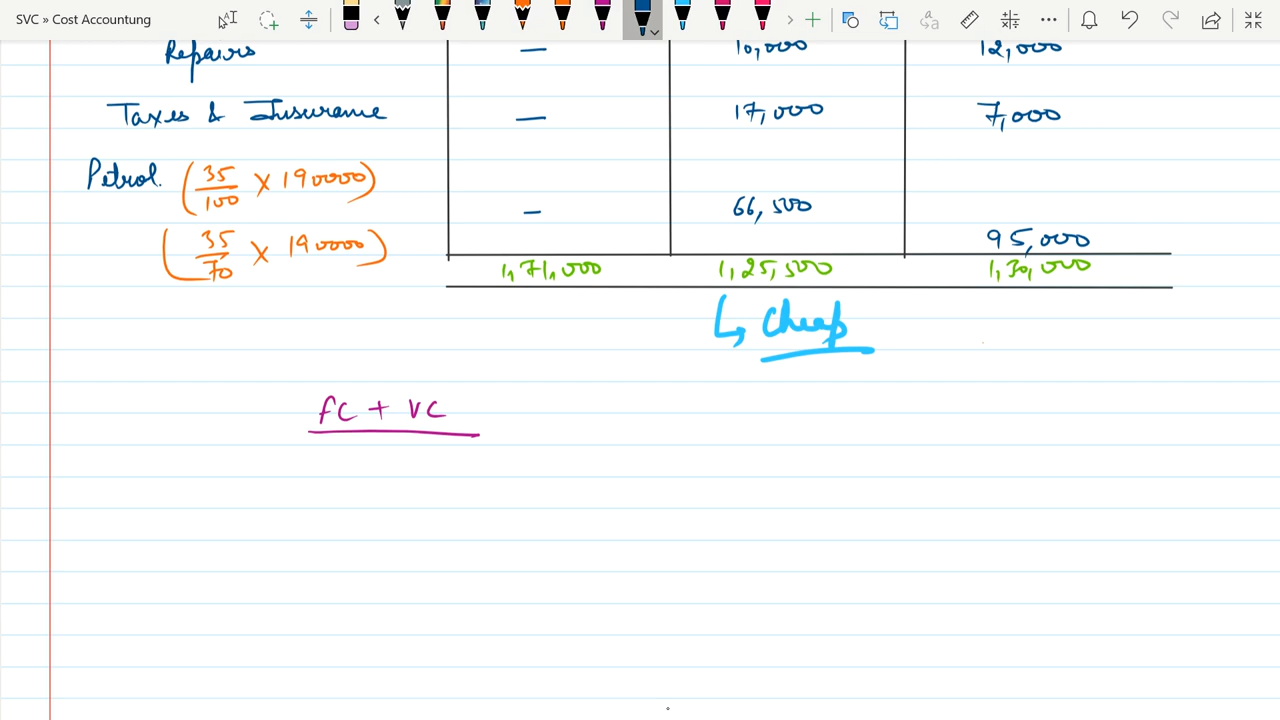 SVC » Cost Accountung
Repairs — 10,000 12,000
Taxes & Insurance — 17,000 7,000
Petrol. (35/100 × 190000) — 66,500
(35/70 × 190000) 95,000
1,71,000 1,25,500 1,30,000
↳ Cheap
FC + VC